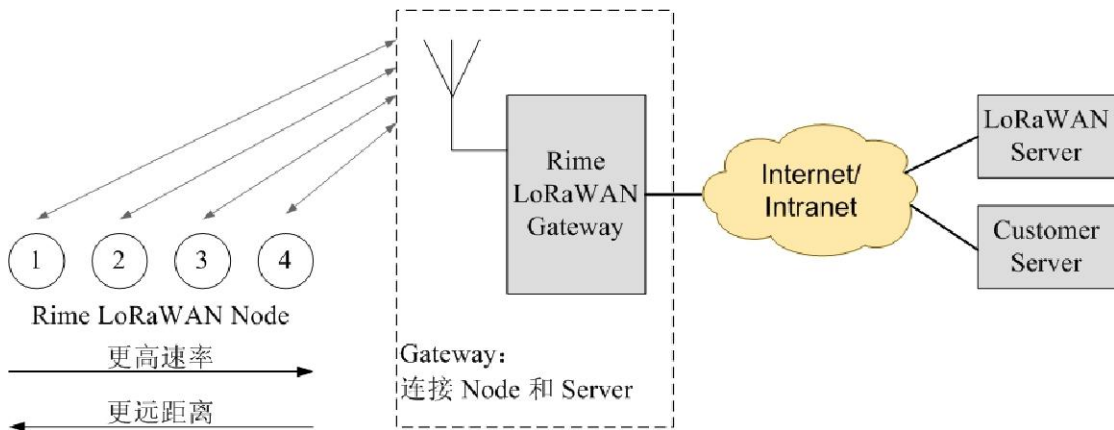 1 2 3 4
Rime LoRaWAN Node
更高速率
更远距离
Rime
LoRaWAN
Gateway
Gateway：
连接 Node 和 Server
Internet/
Intranet
LoRaWAN
Server
Customer
Server